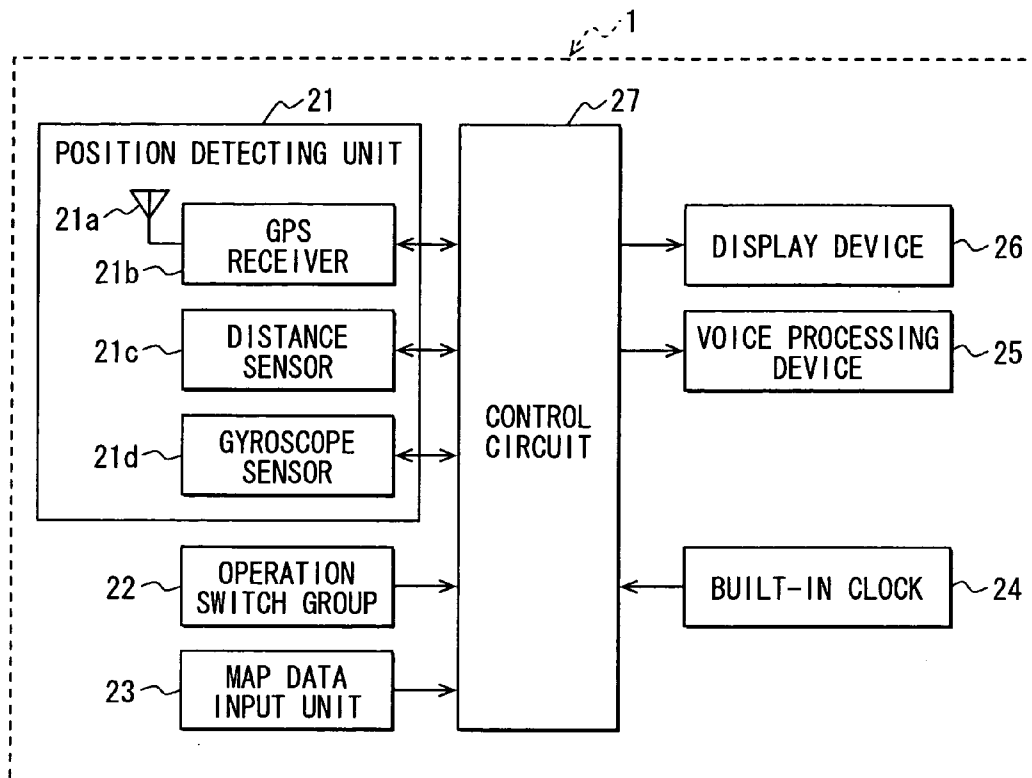 1
21
27
POSITION DETECTING UNIT
21a
GPS
RECEIVER
21b
DISTANCE
SENSOR
21c
GYROSCOPE
SENSOR
21d
OPERATION
SWITCH GROUP
22
MAP DATA
INPUT UNIT
23
CONTROL
CIRCUIT
DISPLAY DEVICE
26
VOICE PROCESSING
DEVICE
25
BUILT-IN CLOCK
24